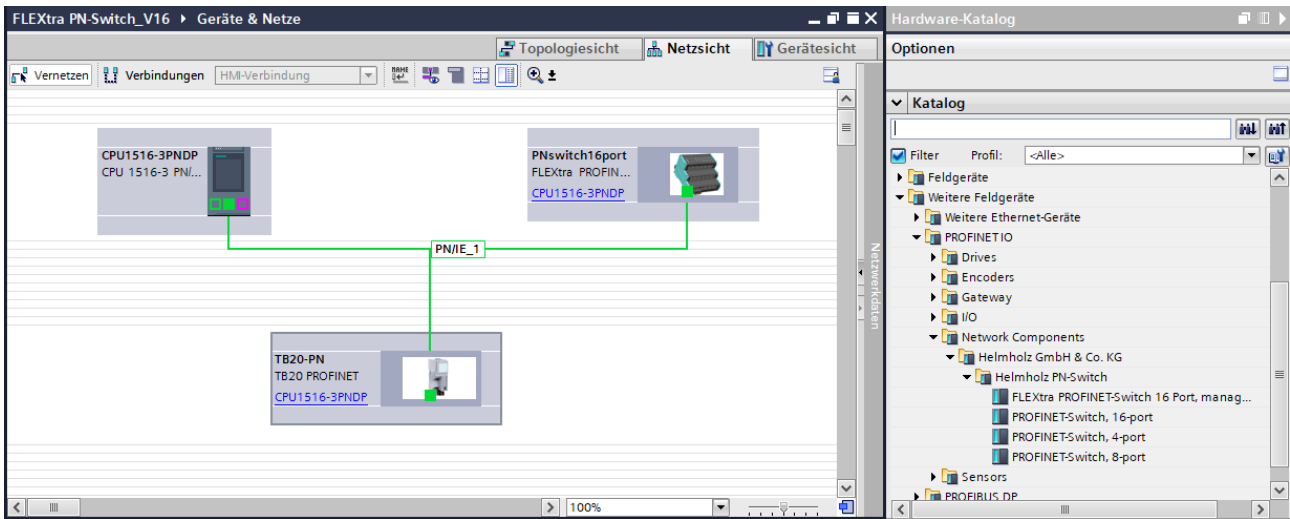 FLEXtra PN-Switch_V16 ▸ Geräte & Netze
Topologiesicht
Netzsicht
Gerätesicht
Vernetzen
Verbindungen
HMI-Verbindung
CPU1516-3PNDP
CPU 1516-3 PN/...
PNswitch16port
FLEXtra PROFIN...
CPU1516-3PNDP
PN/IE_1
TB20-PN
TB20 PROFINET
CPU1516-3PNDP
100%
Netzwerkdaten
Hardware-Katalog
Optionen
Katalog
Filter Profil: <Alle>
Feldgeräte
Weitere Feldgeräte
Weitere Ethernet-Geräte
PROFINET IO
Drives
Encoders
Gateway
I/O
Network Components
Helmholz GmbH & Co. KG
Helmholz PN-Switch
FLEXtra PROFINET-Switch 16 Port, manag...
PROFINET-Switch, 16-port
PROFINET-Switch, 4-port
PROFINET-Switch, 8-port
Sensors
PROFIBUS DP